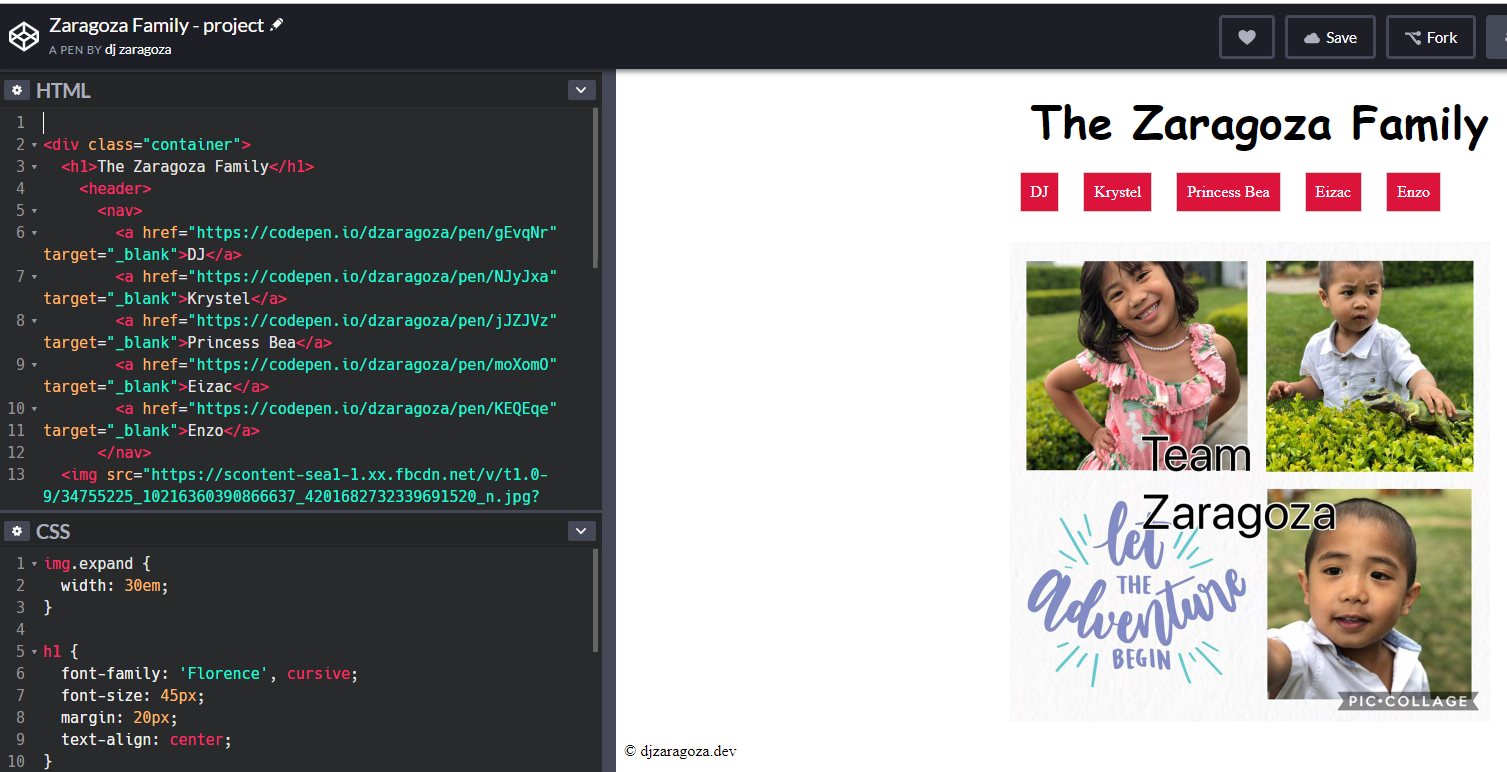 Zaragoza Family - project
A PEN BY dj zaragoza
Save
Fork
HTML
1
2 <div class="container">
3 <h1>The Zaragoza Family</h1>
4 <header>
5 <nav>
6 <a href="https://codepen.io/dzaragoza/pen/gEvqNr"
target="_blank">DJ</a>
7 <a href="https://codepen.io/dzaragoza/pen/NJyJxa"
target="_blank">Krystel</a>
8 <a href="https://codepen.io/dzaragoza/pen/jJZJVz"
target="_blank">Princess Bea</a>
9 <a href="https://codepen.io/dzaragoza/pen/moXomO"
target="_blank">Eizac</a>
10 <a href="https://codepen.io/dzaragoza/pen/KEQEqe"
11 target="_blank">Enzo</a>
12 </nav>
13 <img src="https://scontent-sea1-1.xx.fbcdn.net/v/t1.0-
9/34755225_10216360390866637_4201682732339691520_n.jpg?
CSS
1 img.expand {
2 width: 30em;
3 }
4
5 h1 {
6 font-family: 'Florence', cursive;
7 font-size: 45px;
8 margin: 20px;
9 text-align: center;
10 }
The Zaragoza Family
DJ
Krystel
Princess Bea
Eizac
Enzo
Team
Zaragoza
let
THE
adventure
BEGIN
PIC•COLLAGE
© djzaragoza.dev